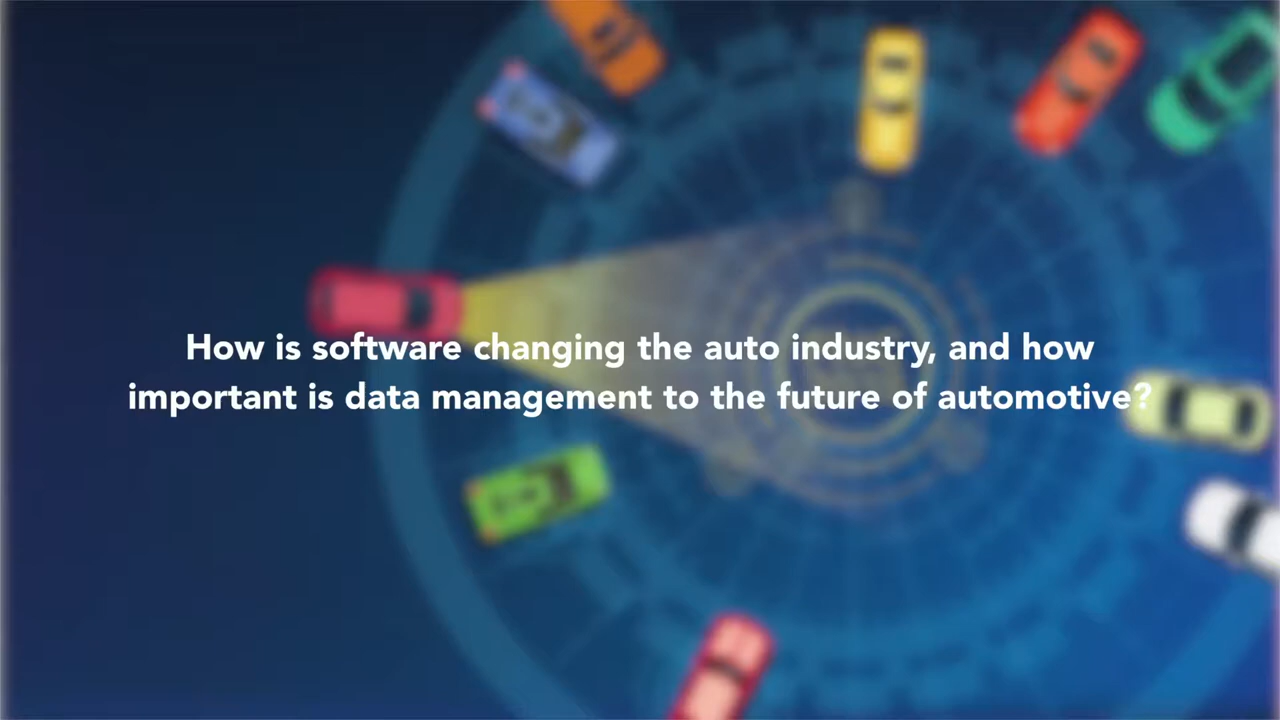 How is software changing the auto industry, and how
important is data management to the future of automotive?